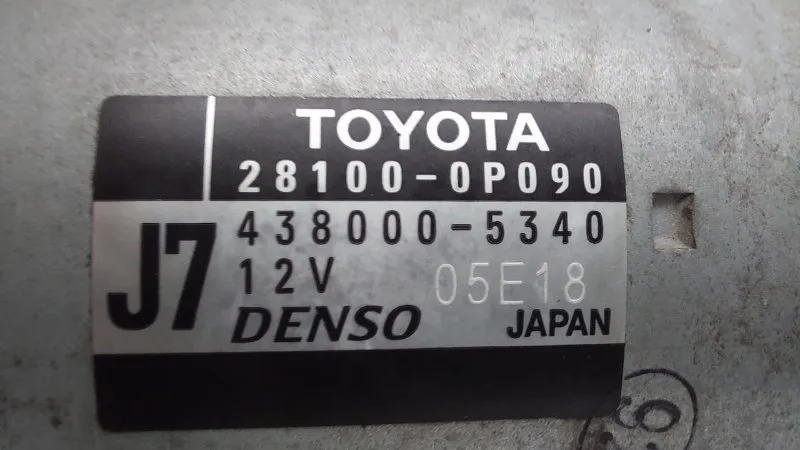 TOYOTA
28100-0P090
J7
438000-5340
12V 05E18
DENSO JAPAN